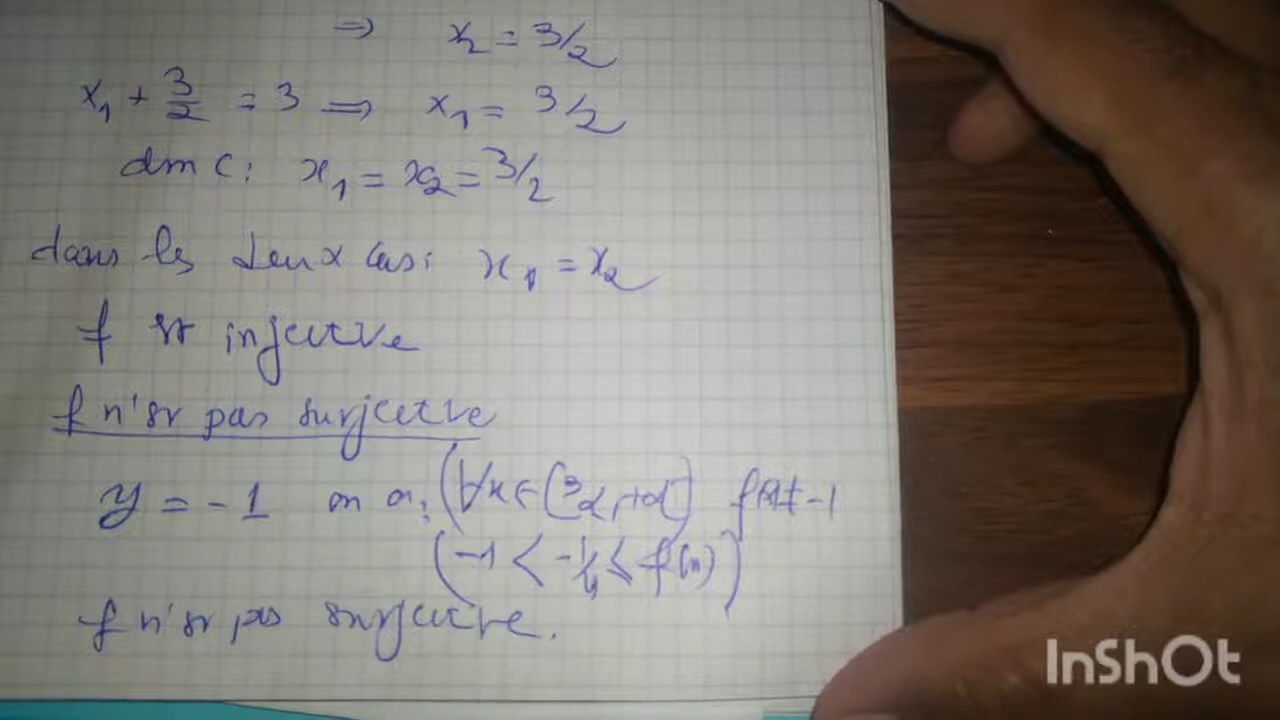 => x₂ = 3/2
x₁ + 3/2 = 3 => x₁ = 3/2
donc: x₁ = x₂ = 3/2
dans les deux cas: x₁ = x₂
f est injective
f n'est pas surjective
y = -1 on a: (∀x∈[3/2, +∞[ f(x)≠-1
(-1 < -1/4 ≤ f(x))
f n'est pas surjective.
InShOt